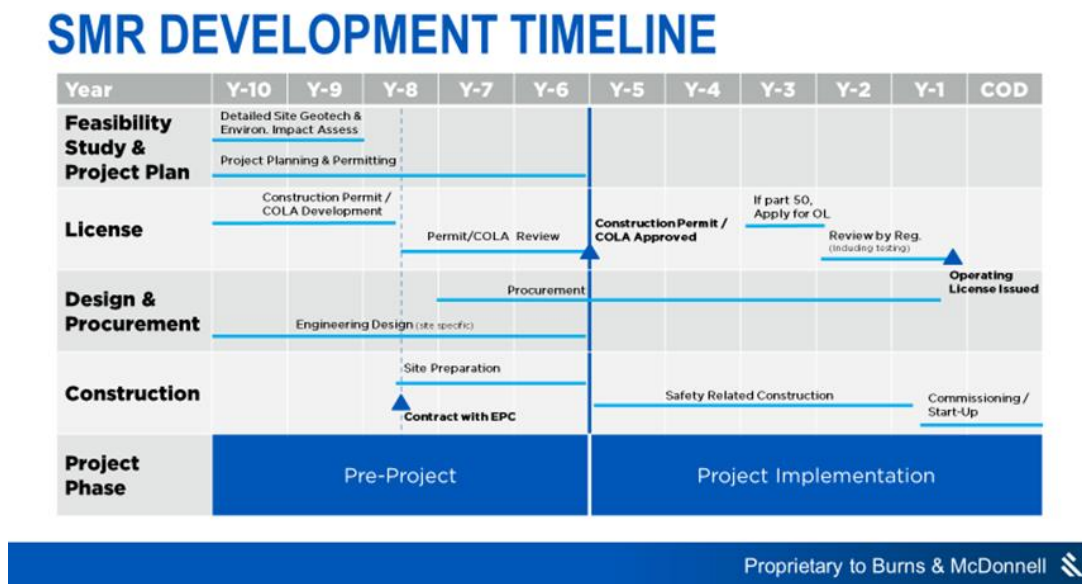 SMR DEVELOPMENT TIMELINE
Year Y-10 Y-9 Y-8 Y-7 Y-6 Y-5 Y-4 Y-3 Y-2 Y-1 COD
Feasibility
Study &
Project Plan
Detailed Site Geotech &
Environ. Impact Assess
Project Planning & Permitting
License
Construction Permit /
COLA Development
Permit/COLA Review
Construction Permit /
COLA Approved
If part 50,
Apply for OL
Review by Reg.
(Including testing)
Operating
License Issued
Design &
Procurement
Procurement
Engineering Design (site specific)
Construction
Site Preparation
Contract with EPC
Safety Related Construction
Commissioning /
Start-Up
Project
Phase
Pre-Project
Project Implementation
Proprietary to Burns & McDonnell